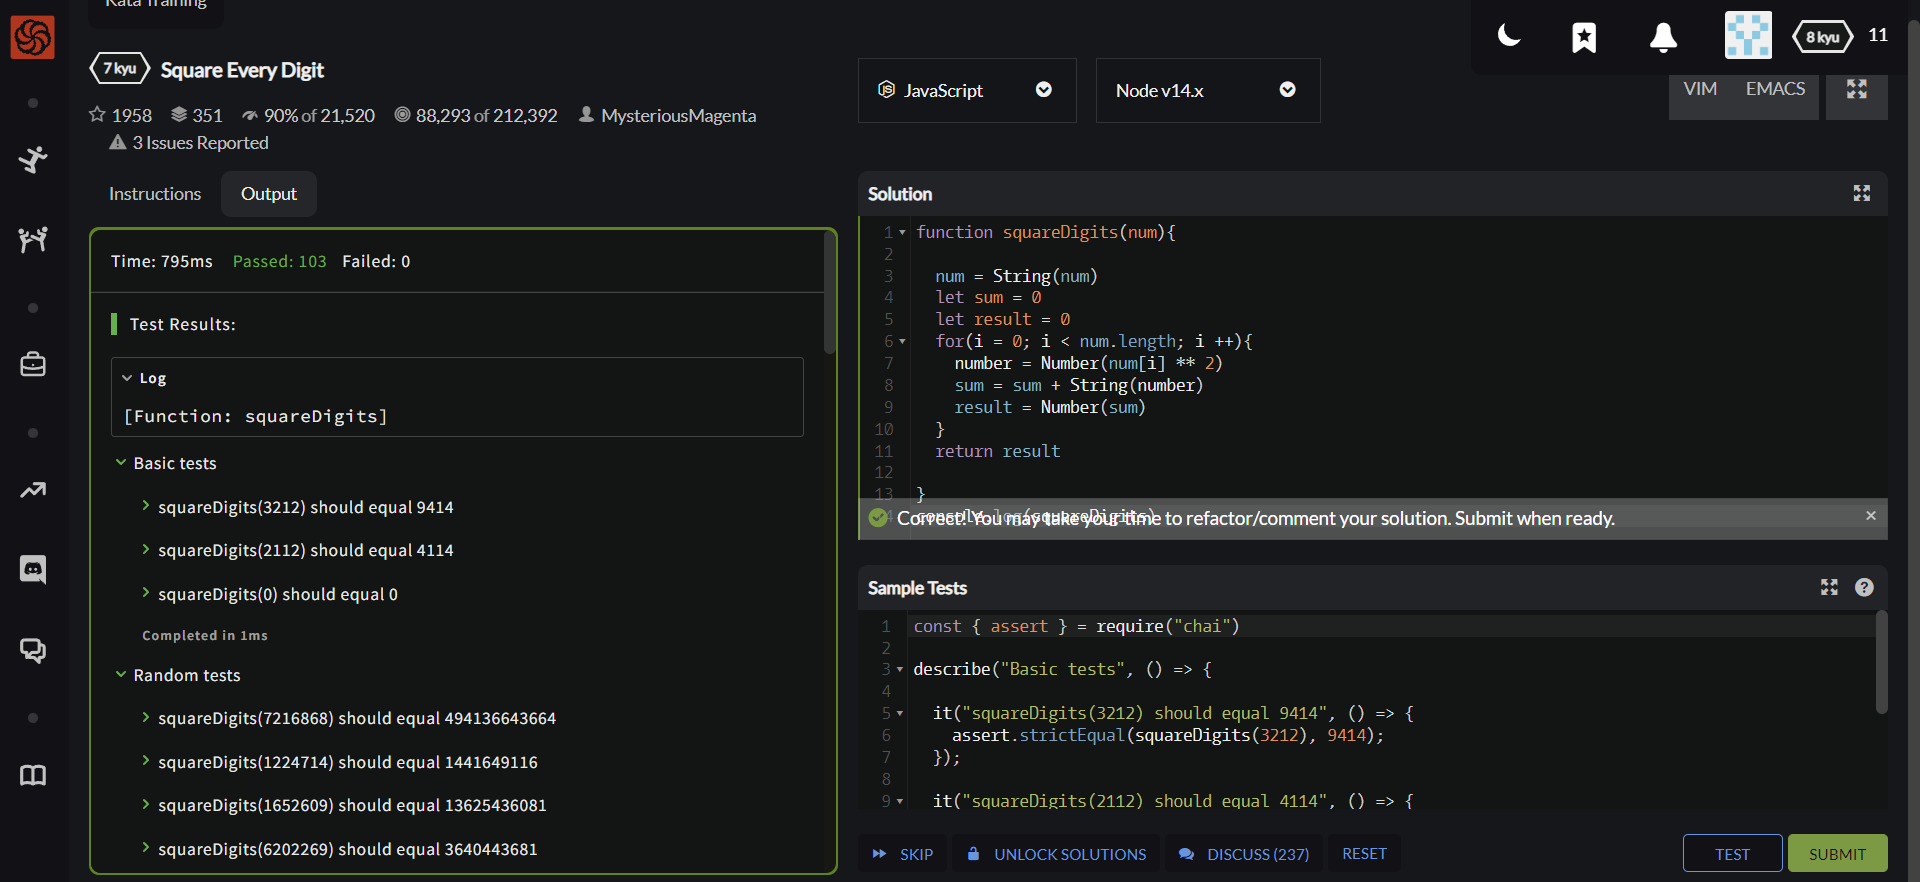 Kata Training
7 kyu Square Every Digit
1958 351 90% of 21,520 88,293 of 212,392 MysteriousMagenta
3 Issues Reported
Instructions Output
Time: 795ms Passed: 103 Failed: 0
Test Results:
Log
[Function: squareDigits]
Basic tests
squareDigits(3212) should equal 9414
squareDigits(2112) should equal 4114
squareDigits(0) should equal 0
Completed in 1ms
Random tests
squareDigits(7216868) should equal 494136643664
squareDigits(1224714) should equal 1441649116
squareDigits(1652609) should equal 13625436081
squareDigits(6202269) should equal 3640443681
8 kyu 11
JavaScript Node v14.x VIM EMACS
Solution
1 function squareDigits(num){
2
3 num = String(num)
4 let sum = 0
5 let result = 0
6 for(i = 0; i < num.length; i ++){
7 number = Number(num[i] ** 2)
8 sum = sum + String(number)
9 result = Number(sum)
10 }
11 return result
12
13 }
14 console.log(squareDigits)
Correct! You may take your time to refactor/comment your solution. Submit when ready.
Sample Tests
1 const { assert } = require("chai")
2
3 describe("Basic tests", () => {
4
5 it("squareDigits(3212) should equal 9414", () => {
6 assert.strictEqual(squareDigits(3212), 9414);
7 });
8
9 it("squareDigits(2112) should equal 4114", () => {
SKIP UNLOCK SOLUTIONS DISCUSS (237) RESET TEST SUBMIT